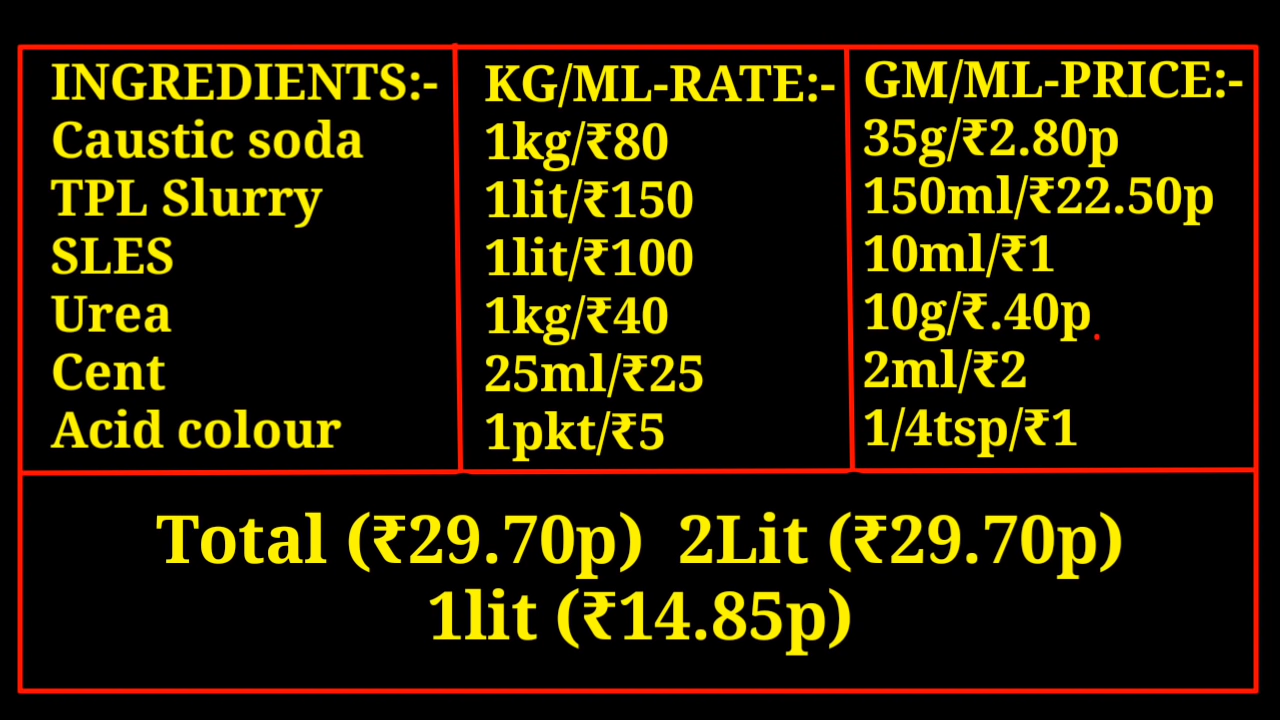 INGREDIENTS:- KG/ML-RATE:- GM/ML-PRICE:-
Caustic soda 1kg/₹80 35g/₹2.80p
TPL Slurry 1lit/₹150 150ml/₹22.50p
SLES 1lit/₹100 10ml/₹1
Urea 1kg/₹40 10g/₹.40p
Cent 25ml/₹25 2ml/₹2
Acid colour 1pkt/₹5 1/4tsp/₹1
Total (₹29.70p) 2Lit (₹29.70p)
1lit (₹14.85p)